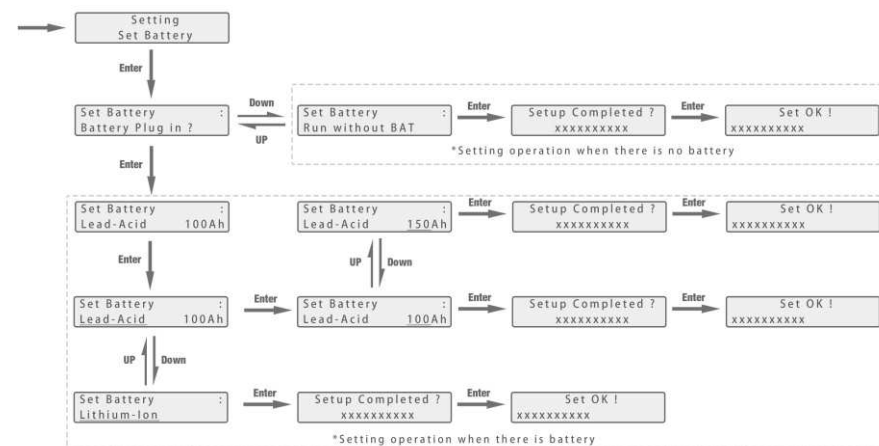 Setting
Set Battery
Enter
Set Battery :
Battery Plug in ?
Down
UP
Set Battery :
Run without BAT
Enter
Setup Completed ?
xxxxxxxxxx
Enter
Set OK !
xxxxxxxxxx
*Setting operation when there is no battery
Enter
Set Battery :
Lead-Acid 100Ah
Set Battery :
Lead-Acid 150Ah
Enter
Setup Completed ?
xxxxxxxxxx
Enter
Set OK !
xxxxxxxxxx
Enter
UP Down
Set Battery :
Lead-Acid 100Ah
Enter
Set Battery :
Lead-Acid 100Ah
Enter
Setup Completed ?
xxxxxxxxxx
Enter
Set OK !
xxxxxxxxxx
UP Down
Set Battery :
Lithium-Ion
Enter
Setup Completed ?
xxxxxxxxxx
Enter
Set OK !
xxxxxxxxxx
*Setting operation when there is battery